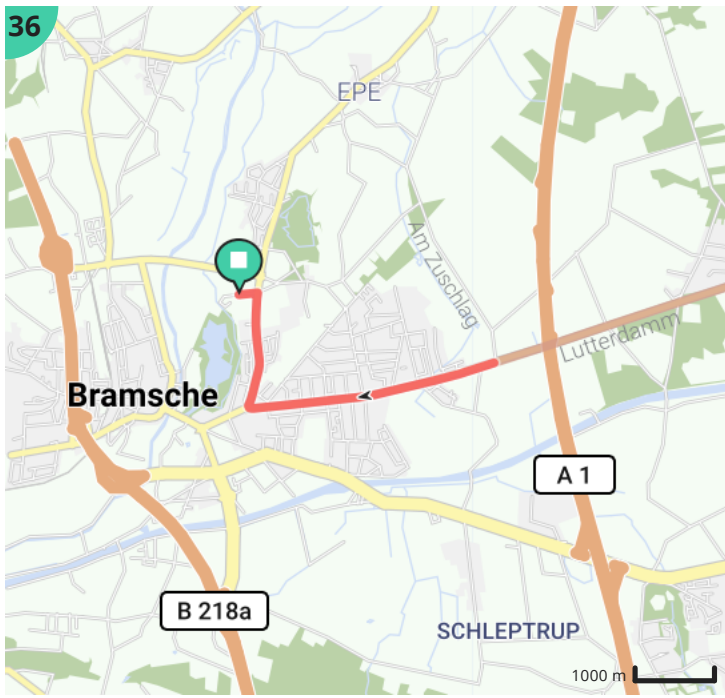 36
EPE
Am Zuschlag
Lutterdamm
Bramsche
A 1
B 218a
SCHLEPTRUP
1000 m